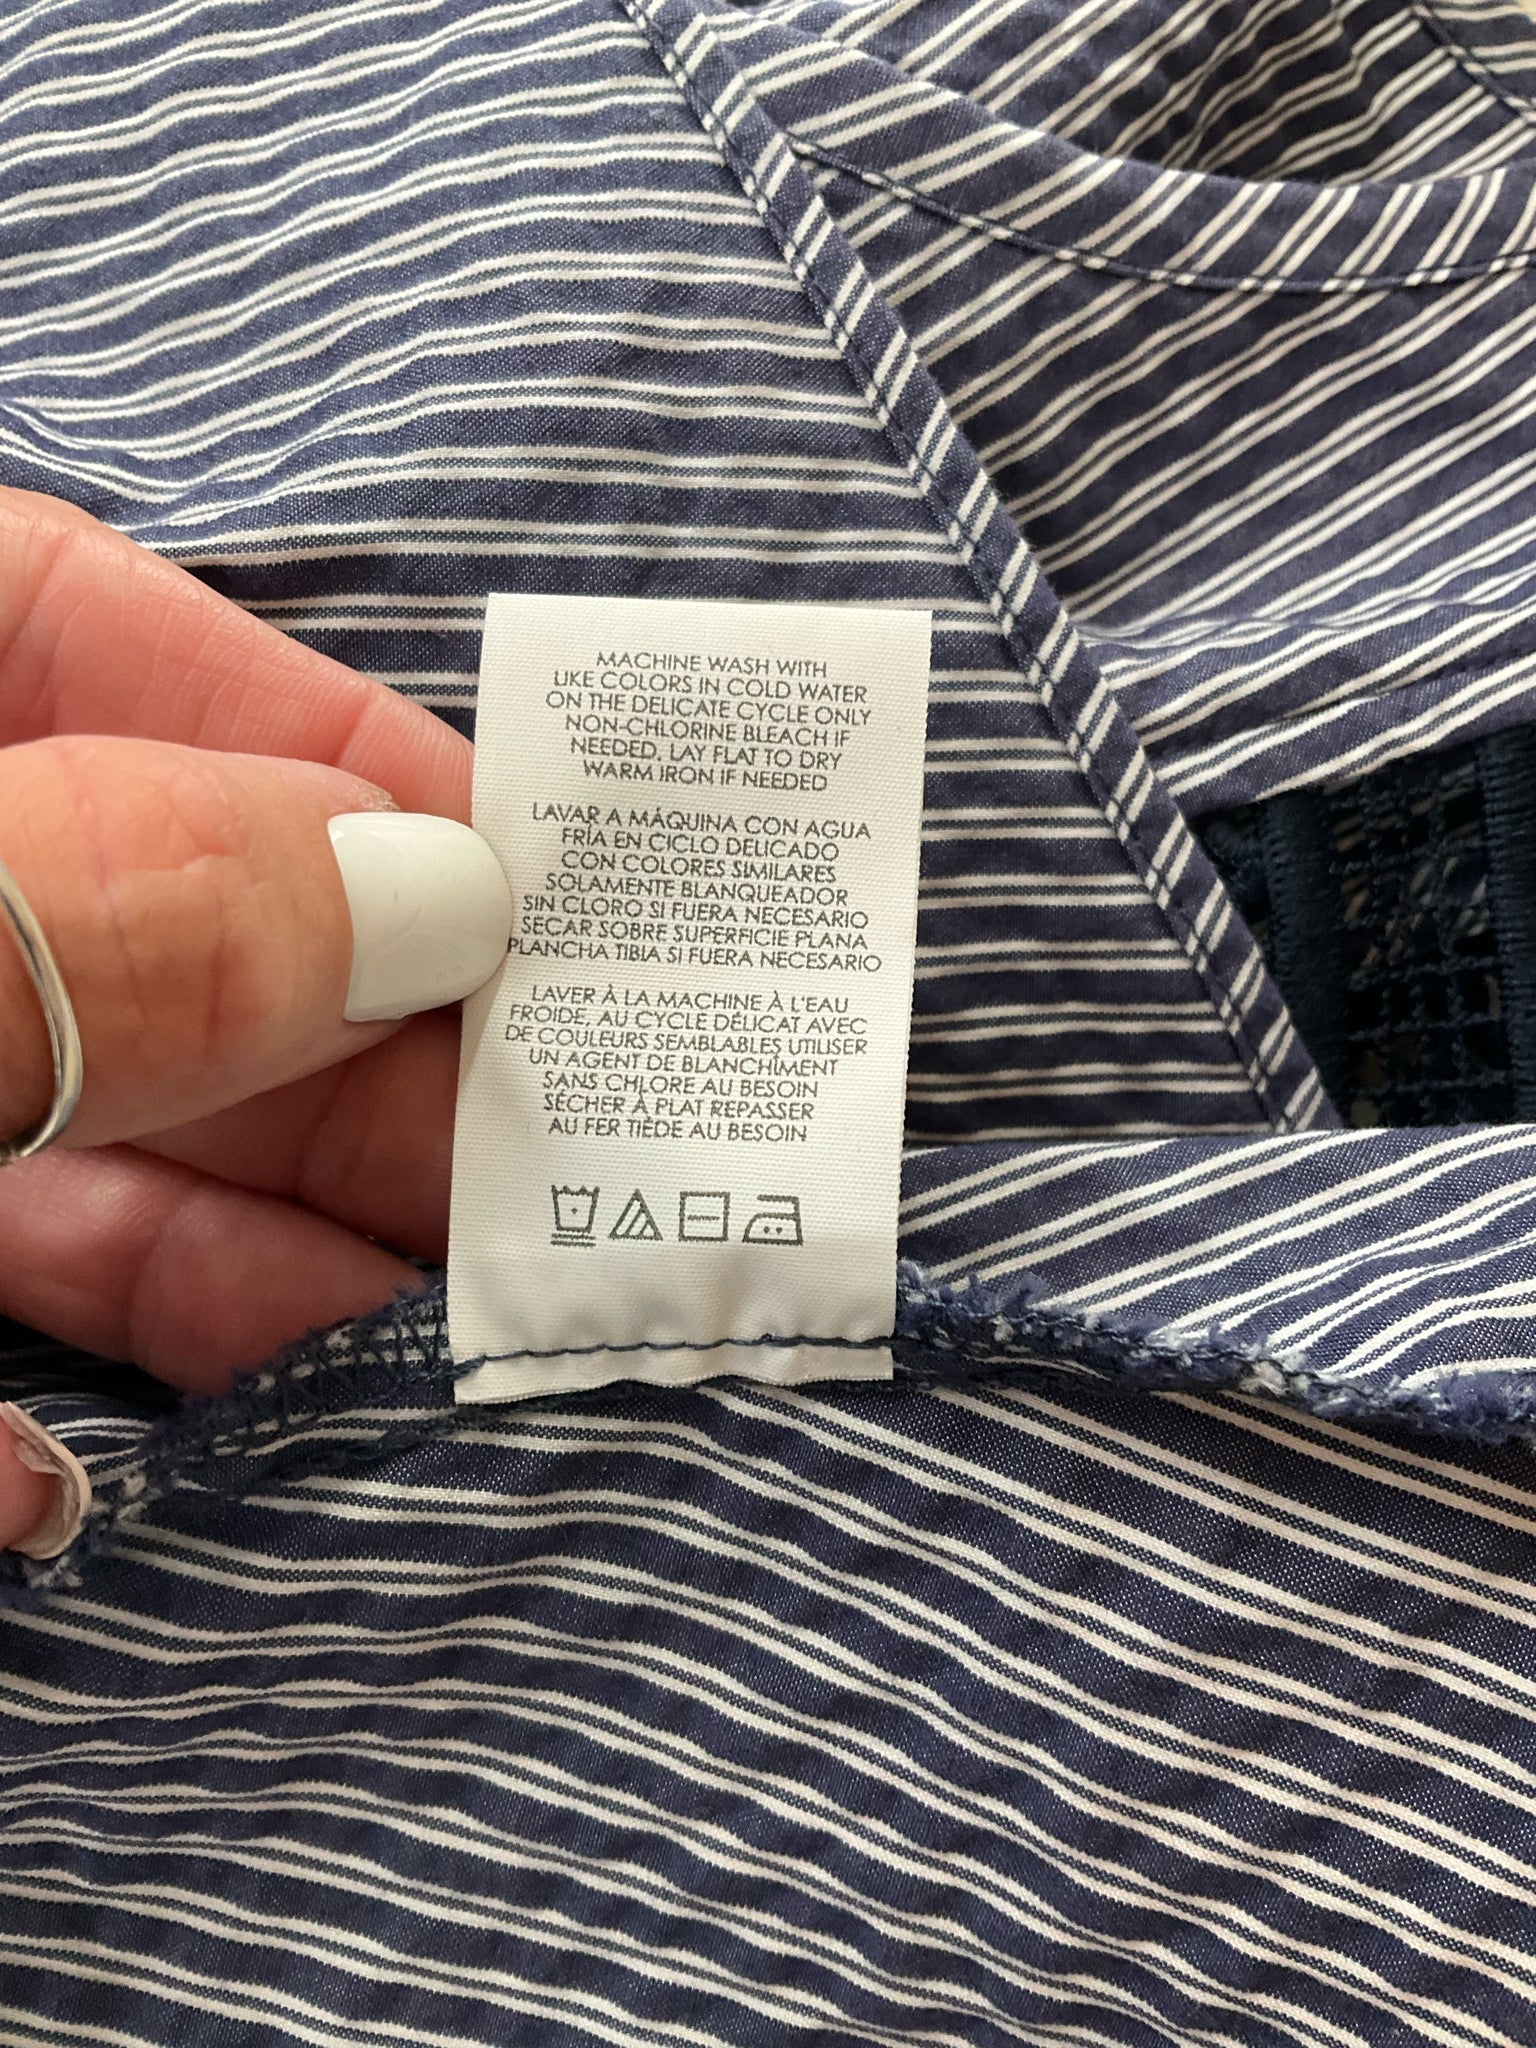 MACHINE WASH WITH
LIKE COLORS IN COLD WATER
ON THE DELICATE CYCLE ONLY
NON-CHLORINE BLEACH IF
NEEDED. LAY FLAT TO DRY
WARM IRON IF NEEDED
LAVAR A MÁQUINA CON AGUA
FRÍA EN CICLO DELICADO
CON COLORES SIMILARES
SOLAMENTE BLANQUEADOR
SIN CLORO SI FUERA NECESARIO
SECAR SOBRE SUPERFICIE PLANA
PLANCHA TIBIA SI FUERA NECESARIO
LAVER À LA MACHINE À L'EAU
FROIDE, AU CYCLE DÉLICAT AVEC
DE COULEURS SEMBLABLES UTILISER
UN AGENT DE BLANCHÎMENT
SANS CHLORE AU BESOIN
SÉCHER À PLAT REPASSER
AU FER TIÈDE AU BESOIN